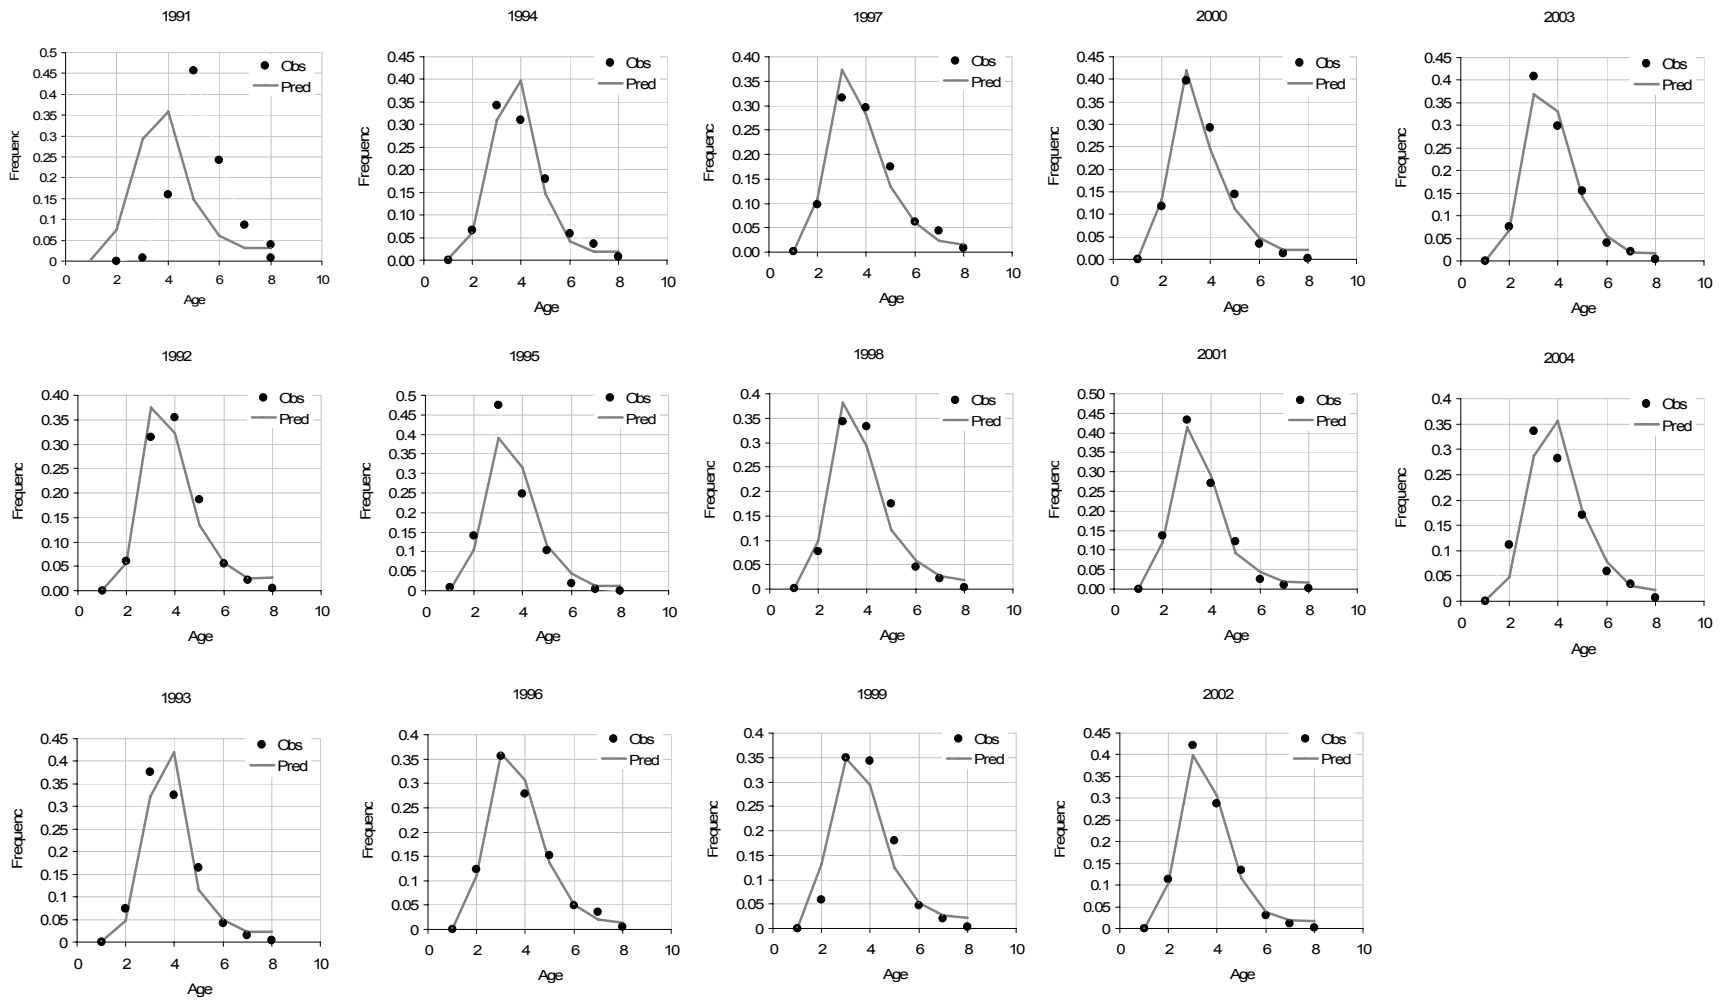 1991
0.5
0.45
0.4
0.35
0.3
0.25
0.2
0.15
0.1
0.05
0
Frequenc
Obs
Pred
0 2 4 6 8 10
Age
1994
0.45
0.40
0.35
0.30
0.25
0.20
0.15
0.10
0.05
0.00
Frequenc
Obs
Pred
0 2 4 6 8 10
Age
1997
0.40
0.35
0.30
0.25
0.20
0.15
0.10
0.05
0.00
Frequenc
Obs
Pred
0 2 4 6 8 10
Age
2000
0.45
0.40
0.35
0.30
0.25
0.20
0.15
0.10
0.05
0.00
Frequenc
Obs
Pred
0 2 4 6 8 10
Age
2003
0.45
0.4
0.35
0.3
0.25
0.2
0.15
0.1
0.05
0
Frequenc
Obs
Pred
0 2 4 6 8 10
Age
1992
0.40
0.35
0.30
0.25
0.20
0.15
0.10
0.05
0.00
Frequenc
Obs
Pred
0 2 4 6 8 10
Age
1995
0.5
0.45
0.4
0.35
0.3
0.25
0.2
0.15
0.1
0.05
0
Frequenc
Obs
Pred
0 2 4 6 8 10
Age
1998
0.4
0.35
0.3
0.25
0.2
0.15
0.1
0.05
0
Frequenc
Obs
Pred
0 2 4 6 8 10
Age
2001
0.50
0.45
0.40
0.35
0.30
0.25
0.20
0.15
0.10
0.05
0.00
Frequenc
Obs
Pred
0 2 4 6 8 10
Age
2004
0.4
0.35
0.3
0.25
0.2
0.15
0.1
0.05
0
Frequenc
Obs
Pred
0 2 4 6 8 10
Age
1993
0.45
0.4
0.35
0.3
0.25
0.2
0.15
0.1
0.05
0
Frequenc
Obs
Pred
0 2 4 6 8 10
Age
1996
0.4
0.35
0.3
0.25
0.2
0.15
0.1
0.05
0
Frequenc
Obs
Pred
0 2 4 6 8 10
Age
1999
0.4
0.35
0.3
0.25
0.2
0.15
0.1
0.05
0
Frequenc
Obs
Pred
0 2 4 6 8 10
Age
2002
0.45
0.4
0.35
0.3
0.25
0.2
0.15
0.1
0.05
0
Frequenc
Obs
Pred
0 2 4 6 8 10
Age